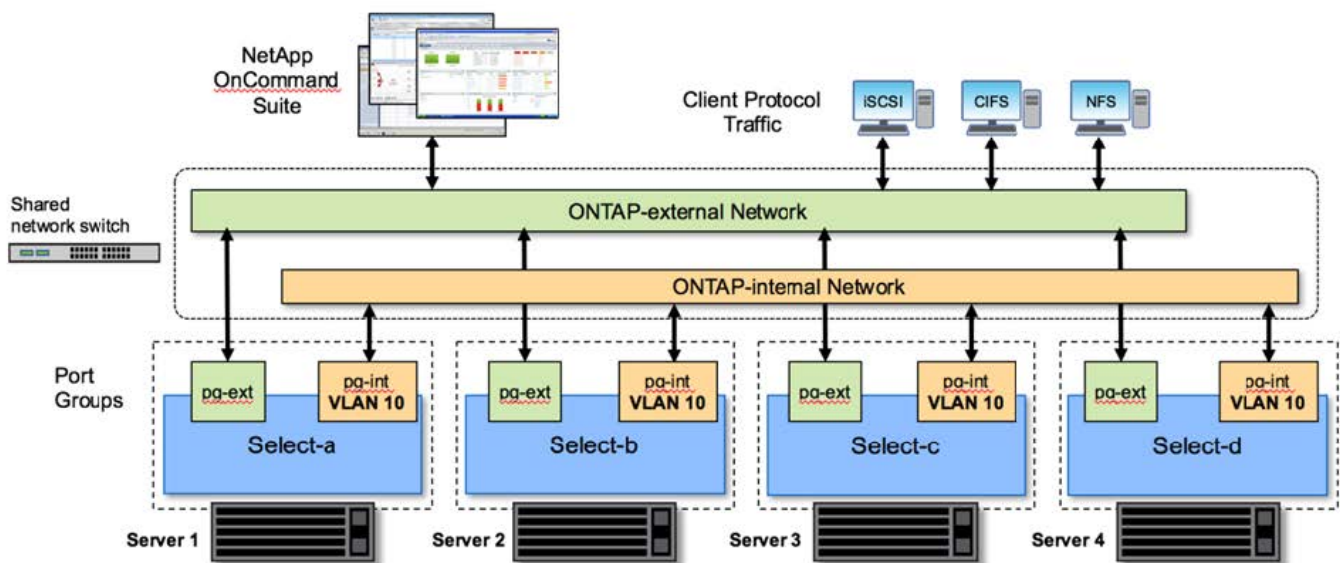 NetApp
OnCommand
Suite
Client Protocol
Traffic
iSCSI
CIFS
NFS
Shared
network switch
ONTAP-external Network
ONTAP-internal Network
Port
Groups
pg-ext
pg-int
VLAN 10
Select-a
pg-ext
pg-int
VLAN 10
Select-b
pg-ext
pg-int
VLAN 10
Select-c
pg-ext
pg-int
VLAN 10
Select-d
Server 1
Server 2
Server 3
Server 4